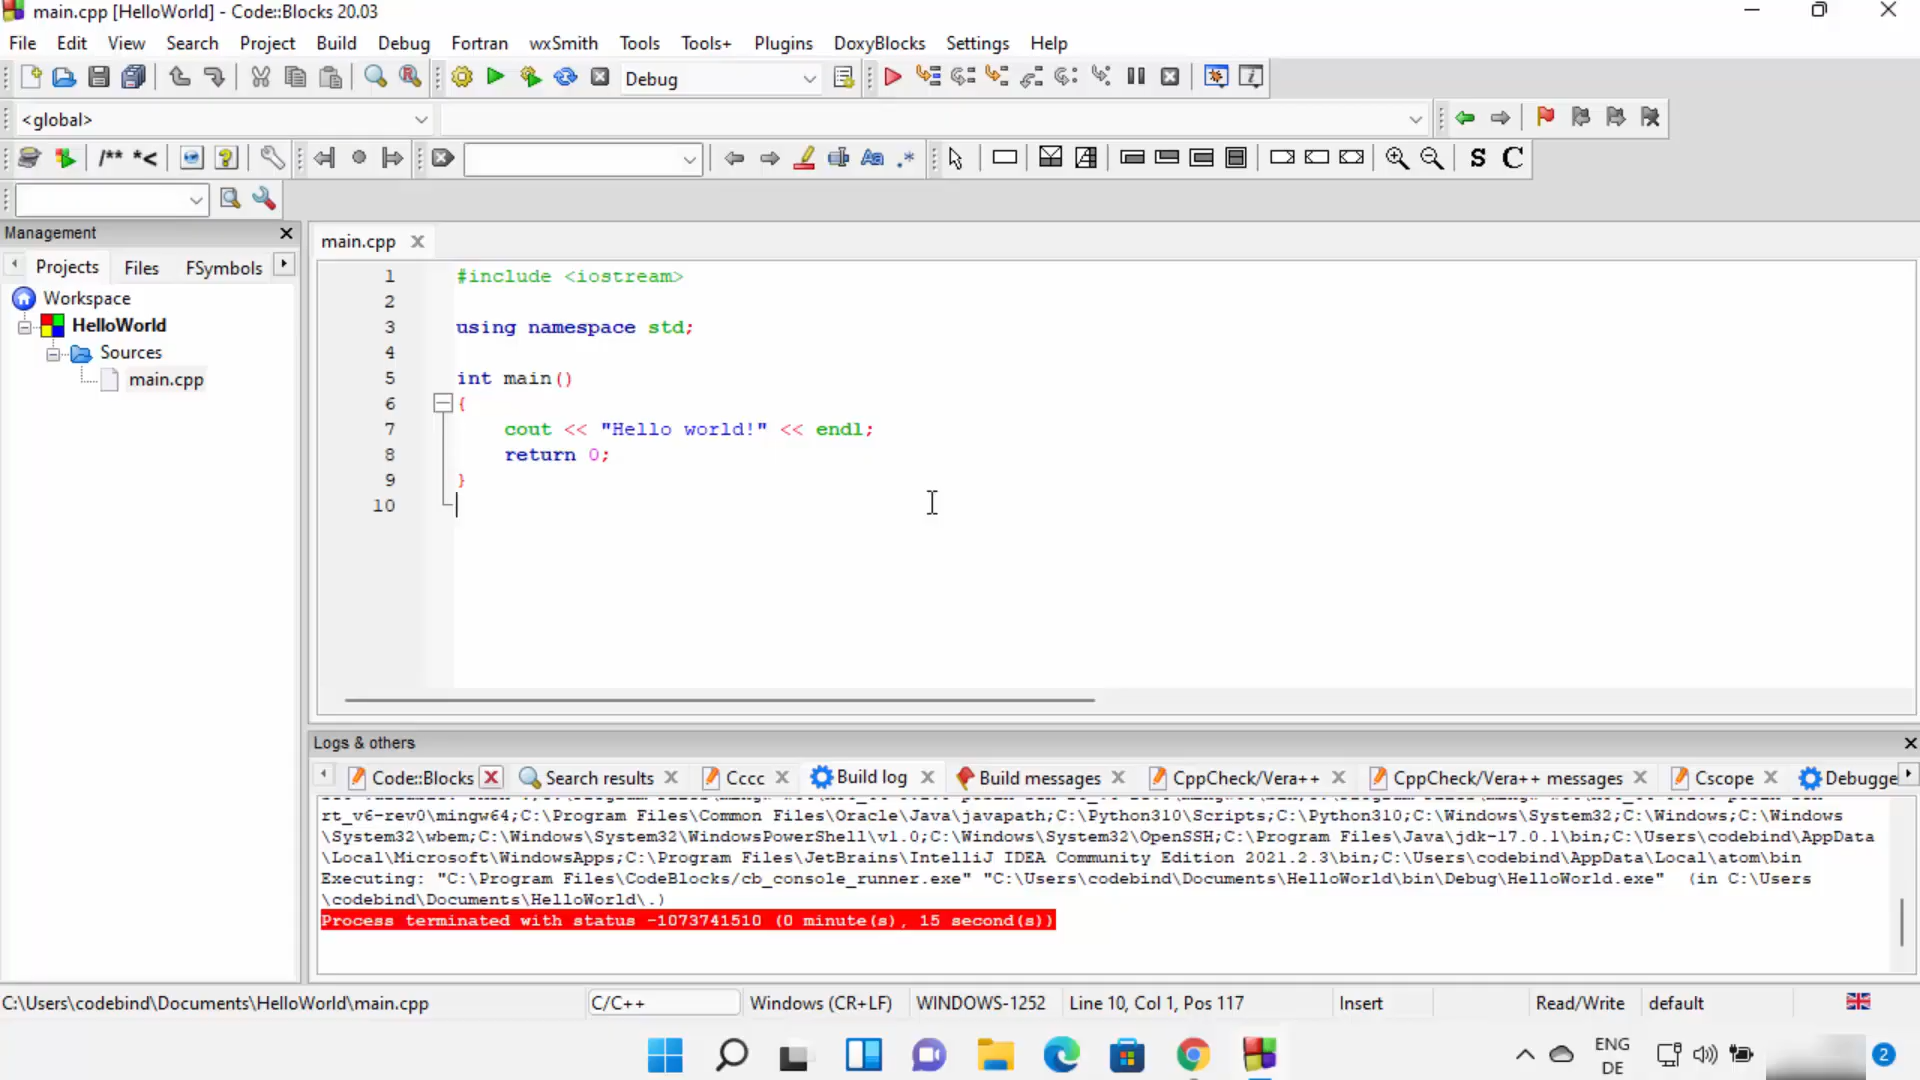 main.cpp [HelloWorld] - Code::Blocks 20.03
File Edit View Search Project Build Debug Fortran wxSmith Tools Tools+ Plugins DoxyBlocks Settings Help
Debug
<global>
/** *<
Aa .* S C
Management
Projects Files FSymbols
Workspace
HelloWorld
Sources
main.cpp
main.cpp
1 #include <iostream>
2
3 using namespace std;
4
5 int main()
6 {
7 cout << "Hello world!" << endl;
8 return 0;
9 }
10
Logs & others
Code::Blocks Search results Cccc Build log Build messages CppCheck/Vera++ CppCheck/Vera++ messages Cscope Debugge
rt_v6-rev0\mingw64;C:\Program Files\Common Files\Oracle\Java\javapath;C:\Python310\Scripts;C:\Python310;C:\Windows\System32;C:\Windows;C:\Windows
\System32\wbem;C:\Windows\System32\WindowsPowerShell\v1.0;C:\Windows\System32\OpenSSH;C:\Program Files\Java\jdk-17.0.1\bin;C:\Users\codebind\AppData
\Local\Microsoft\WindowsApps;C:\Program Files\JetBrains\IntelliJ IDEA Community Edition 2021.2.3\bin;C:\Users\codebind\AppData\Local\atom\bin
Executing: "C:\Program Files\CodeBlocks/cb_console_runner.exe" "C:\Users\codebind\Documents\HelloWorld\bin\Debug\HelloWorld.exe" (in C:\Users
\codebind\Documents\HelloWorld\.)
Process terminated with status -1073741510 (0 minute(s), 15 second(s))
C:\Users\codebind\Documents\HelloWorld\main.cpp C/C++ Windows (CR+LF) WINDOWS-1252 Line 10, Col 1, Pos 117 Insert Read/Write default
ENG
DE
2